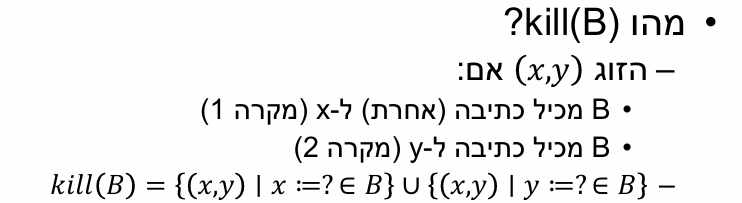 • מהו kill(B)?
– הזוג (x,y) אם:
• B מכיל כתיבה (אחרת) ל-x (מקרה 1)
• B מכיל כתיבה ל-y (מקרה 2)
– kill(B) = {(x,y) | x ≔? ∈ B} ∪ {(x,y) | y ≔? ∈ B}